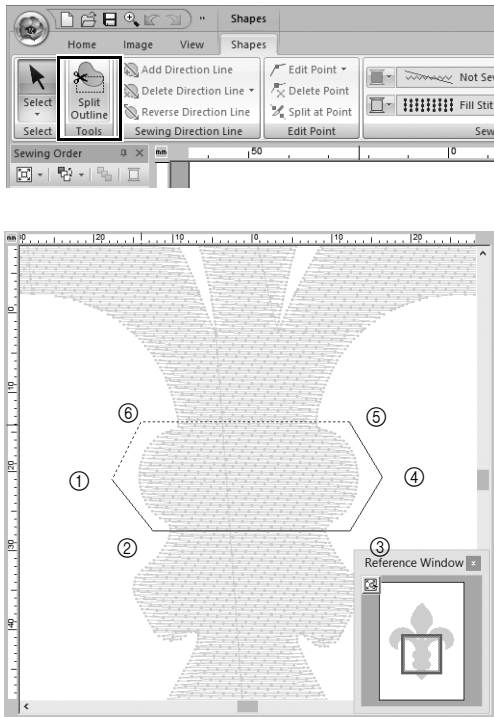 Shapes
Home Image View Shapes
Select
Split Outline
Add Direction Line
Delete Direction Line
Reverse Direction Line
Edit Point
Delete Point
Split at Point
Not Se
Fill Stit
Select Tools Sewing Direction Line Edit Point Sew
Sewing Order
mm 50 0
mm 20 10 0 10 20
0
10
20
30
40
⑥ ⑤
① ④
② ③
Reference Window